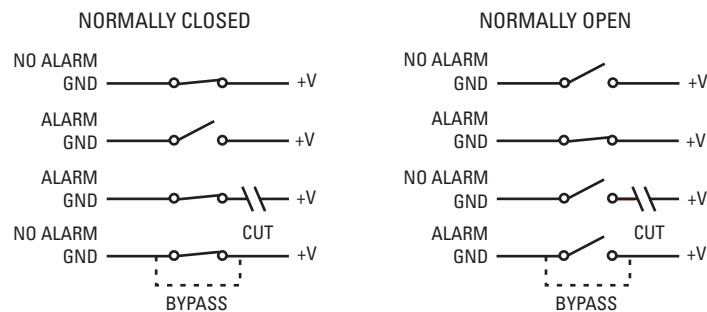 NORMALLY CLOSED
NO ALARM
GND +V
ALARM
GND +V
ALARM
GND +V
CUT
NO ALARM
GND +V
BYPASS
NORMALLY OPEN
NO ALARM
GND +V
ALARM
GND +V
NO ALARM
GND +V
CUT
ALARM
GND +V
BYPASS